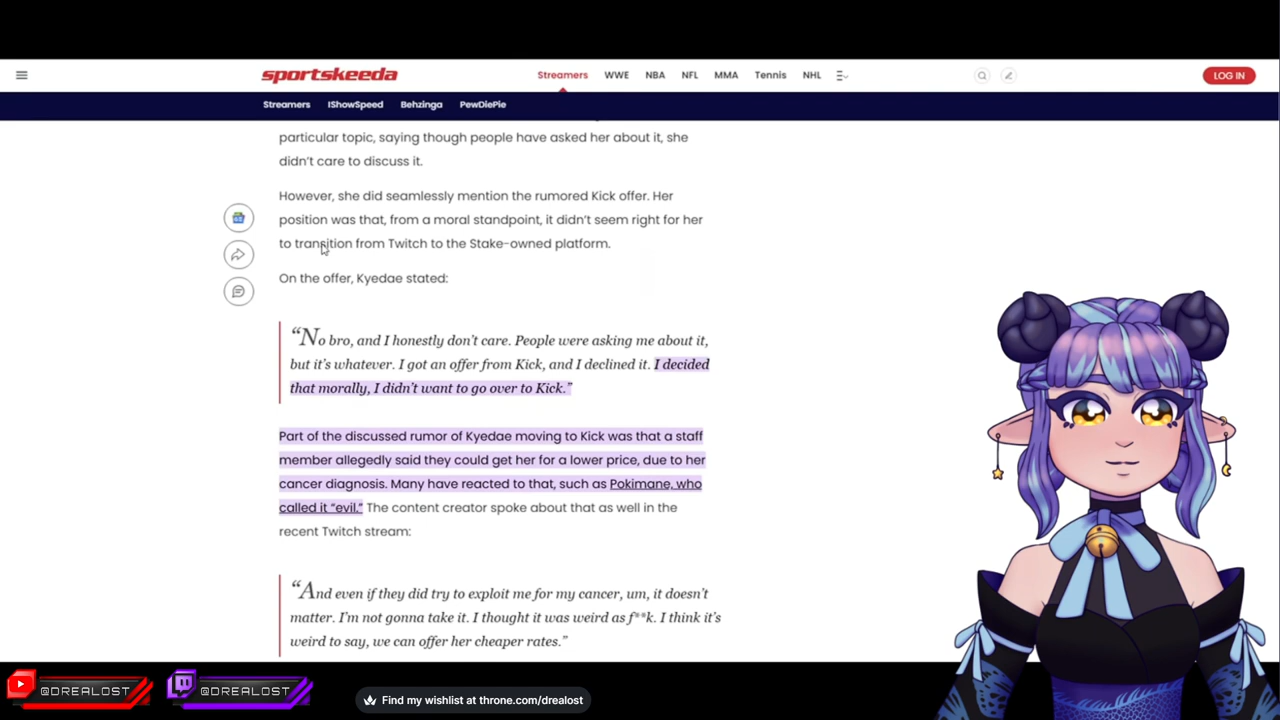 sportskeeda
Streamers WWE NBA NFL MMA Tennis NHL
LOG IN
Streamers IShowSpeed Behzinga PewDiePie
particular topic, saying though people have asked her about it, she
didn't care to discuss it.
However, she did seamlessly mention the rumored Kick offer. Her
position was that, from a moral standpoint, it didn't seem right for her
to transition from Twitch to the Stake-owned platform.
On the offer, Kyedae stated:
“No bro, and I honestly don't care. People were asking me about it,
but it's whatever. I got an offer from Kick, and I declined it. I decided
that morally, I didn't want to go over to Kick.”
Part of the discussed rumor of Kyedae moving to Kick was that a staff
member allegedly said they could get her for a lower price, due to her
cancer diagnosis. Many have reacted to that, such as Pokimane, who
called it “evil.” The content creator spoke about that as well in the
recent Twitch stream:
“And even if they did try to exploit me for my cancer, um, it doesn't
matter. I'm not gonna take it. I thought it was weird as f**k. I think it's
weird to say, we can offer her cheaper rates.”
@DREALOST @DREALOST
Find my wishlist at throne.com/drealost